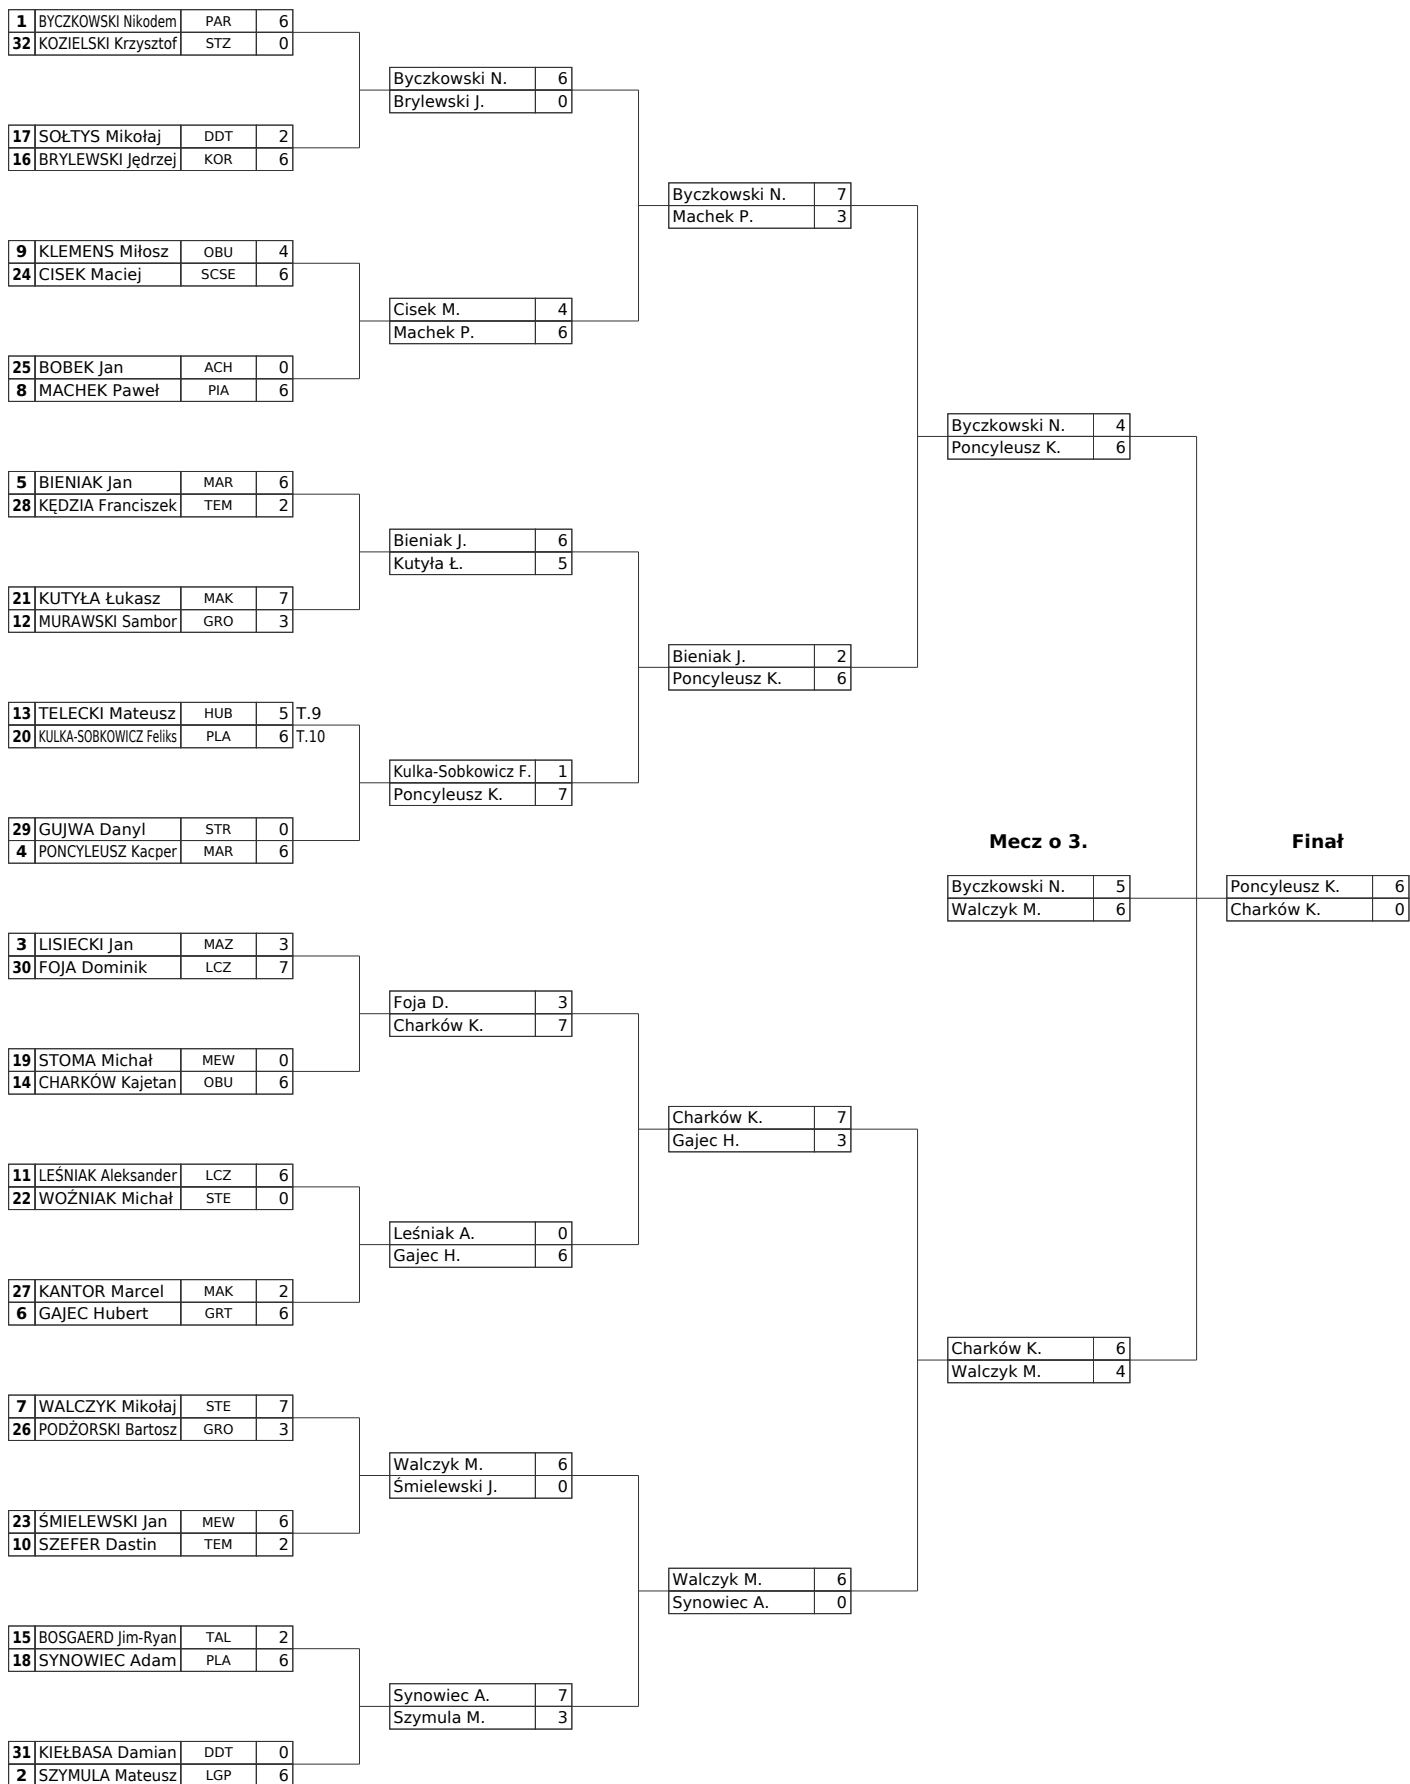 1 BYCZKOWSKI Nikodem PAR 6
32 KOZIELSKI Krzysztof STZ 0
Byczkowski N. 6
Brylewski J. 0
17 SOŁTYS Mikołaj DDT 2
16 BRYLEWSKI Jędrzej KOR 6
Byczkowski N. 7
Machek P. 3
9 KLEMENS Miłosz OBU 4
24 CISEK Maciej SCSE 6
Cisek M. 4
Machek P. 6
25 BOBEK Jan ACH 0
8 MACHEK Paweł PIA 6
Byczkowski N. 4
Poncyleusz K. 6
5 BIENIAK Jan MAR 6
28 KĘDZIA Franciszek TEM 2
Bieniak J. 6
Kutyła Ł. 5
21 KUTYŁA Łukasz MAK 7
12 MURAWSKI Sambor GRO 3
Bieniak J. 2
Poncyleusz K. 6
13 TELECKI Mateusz HUB 5 T.9
20 KULKA-SOBKOWICZ Feliks PLA 6 T.10
Kulka-Sobkowicz F. 1
Poncyleusz K. 7
29 GUJWA Danyl STR 0
4 PONCYLEUSZ Kacper MAR 6
Mecz o 3. Finał
Byczkowski N. 5 Poncyleusz K. 6
Walczyk M. 6 Charków K. 0
3 LISIECKI Jan MAZ 3
30 FOJA Dominik LCZ 7
Foja D. 3
Charków K. 7
19 STOMA Michał MEW 0
14 CHARKÓW Kajetan OBU 6
Charków K. 7
Gajec H. 3
11 LEŚNIAK Aleksander LCZ 6
22 WOŹNIAK Michał STE 0
Leśniak A. 0
Gajec H. 6
27 KANTOR Marcel MAK 2
6 GAJEC Hubert GRT 6
Charków K. 6
Walczyk M. 4
7 WALCZYK Mikołaj STE 7
26 PODŻORSKI Bartosz GRO 3
Walczyk M. 6
Śmielewski J. 0
23 ŚMIELEWSKI Jan MEW 6
10 SZEFER Dastin TEM 2
Walczyk M. 6
Synowiec A. 0
15 BOSGAERD Jim-Ryan TAL 2
18 SYNOWIEC Adam PLA 6
Synowiec A. 7
Szymula M. 3
31 KIEŁBASA Damian DDT 0
2 SZYMULA Mateusz LGP 6